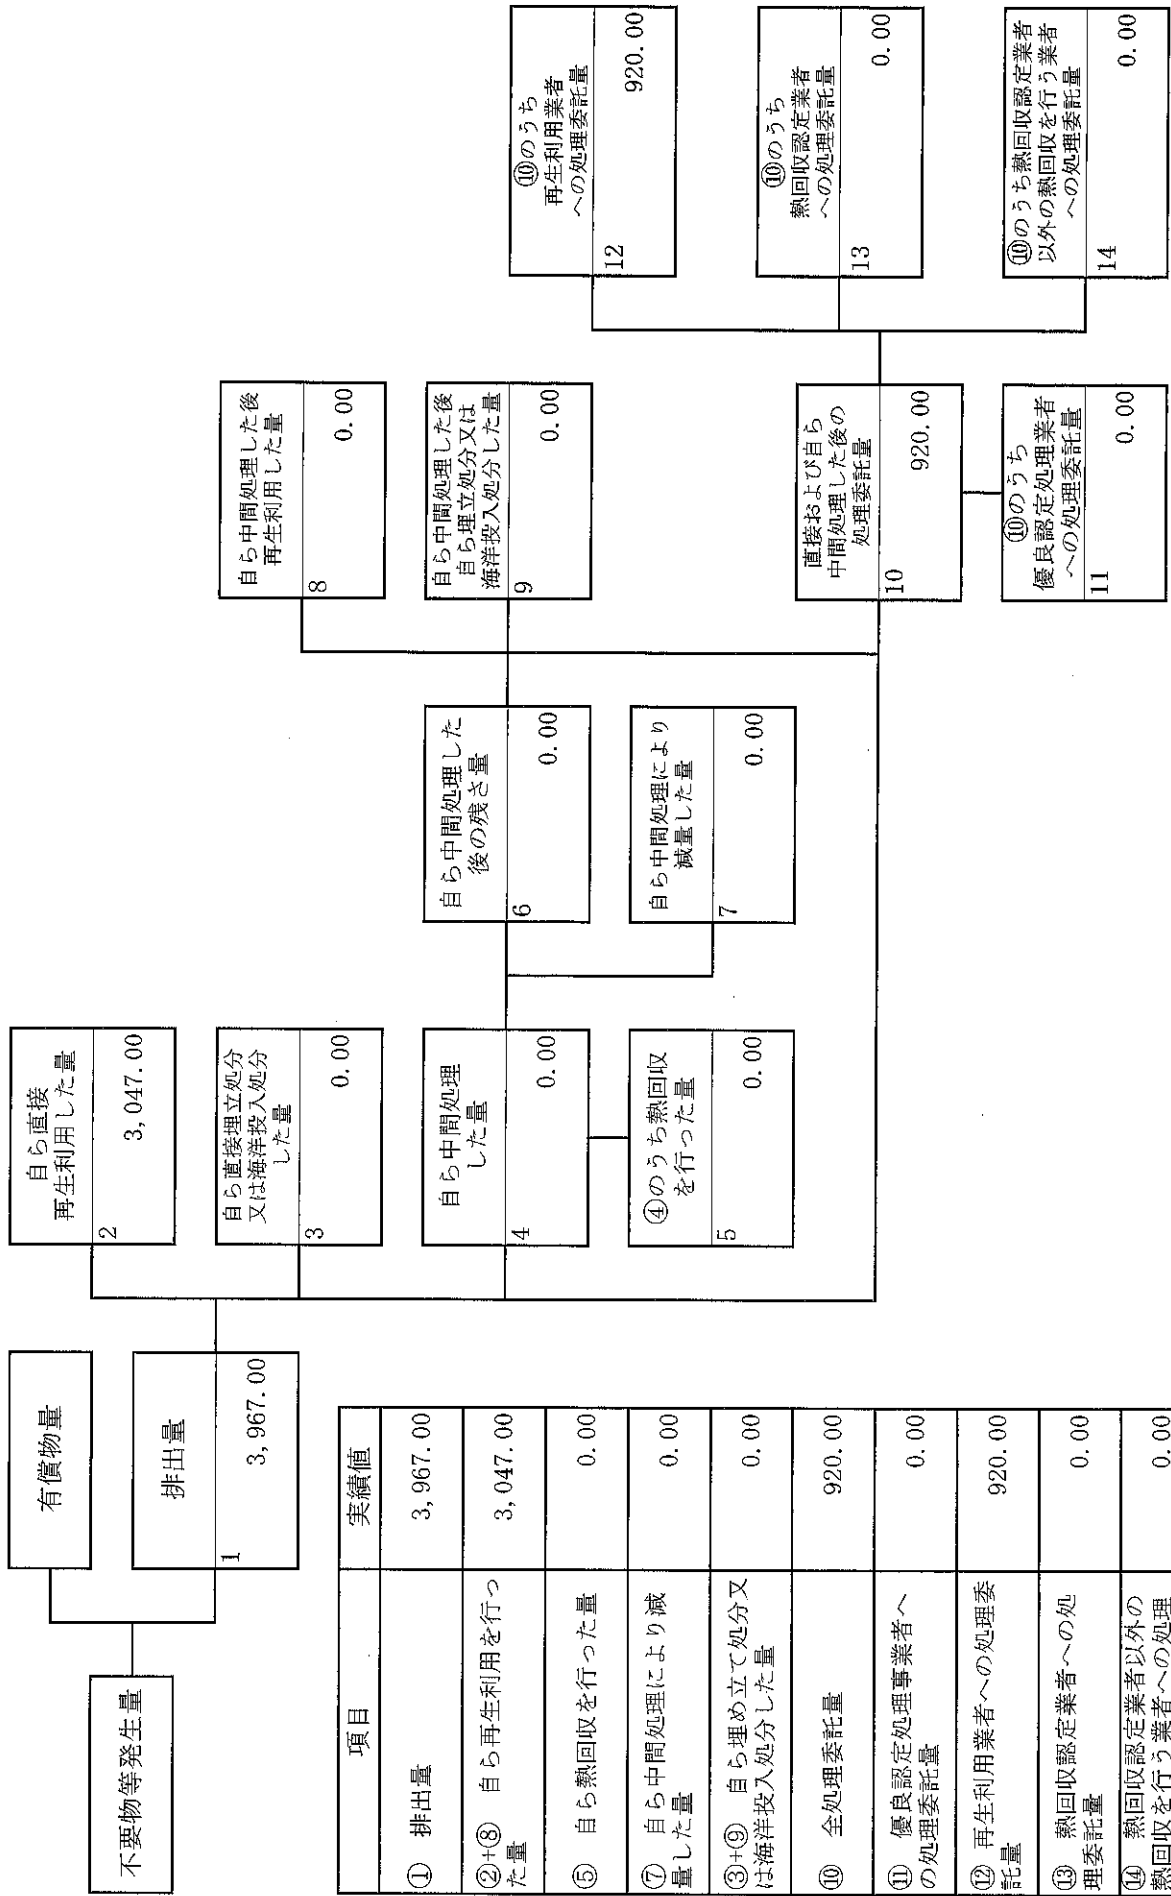 不要物等発生量
有償物量
排出量
1
3,967.00
自ら直接
再生利用した量
2
3,047.00
自ら直接埋立処分
又は海洋投入処分
した量
3
0.00
自ら中間処理
した量
4
0.00
④のうち熱回収
を行った量
5
0.00
自ら中間処理した
後の残さ量
6
0.00
自ら中間処理により
減量した量
7
0.00
自ら中間処理した後
再生利用した量
8
0.00
自ら中間処理した後
自ら埋立処分又は
海洋投入処分した量
9
0.00
直接および自ら
中間処理した後の
処理委託量
10
920.00
⑩のうち
優良認定処理業者
への処理委託量
11
0.00
⑩のうち
再生利用業者
への処理委託量
12
920.00
⑩のうち
熱回収認定業者
への処理委託量
13
0.00
⑩のうち熱回収認定業者
以外の熱回収を行う業者
への処理委託量
14
0.00
項目 実績値
① 排出量 3,967.00
②+⑧ 自ら再生利用を行っ
た量 3,047.00
⑤ 自ら熱回収を行った量 0.00
⑦ 自ら中間処理により減
量した量 0.00
③+⑨ 自ら埋め立て処分又
は海洋投入処分した量 0.00
⑩ 全処理委託量 920.00
⑪ 優良認定処理事業者へ
の処理委託量 0.00
⑫ 再生利用業者への処理委
託量 920.00
⑬ 熱回収認定業者への処
理委託量 0.00
⑭ 熱回収認定業者以外の
熱回収を行う業者への処理 0.00